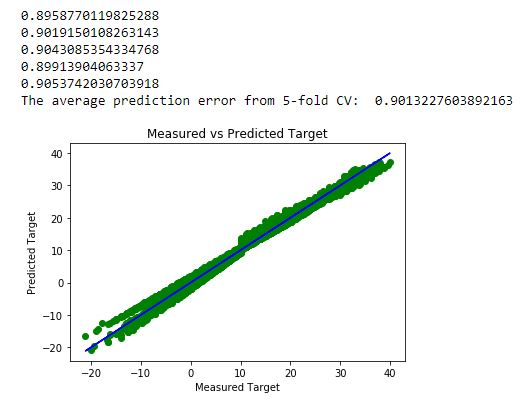 0.8958770119825288
0.9019150108263143
0.9043085354334768
0.89913904063337
0.9053742030703918
The average prediction error from 5-fold CV:  0.9013227603892163
Measured vs Predicted Target
40
30
20
10
0
-10
-20
Predicted Target
-20 -10 0 10 20 30 40
Measured Target